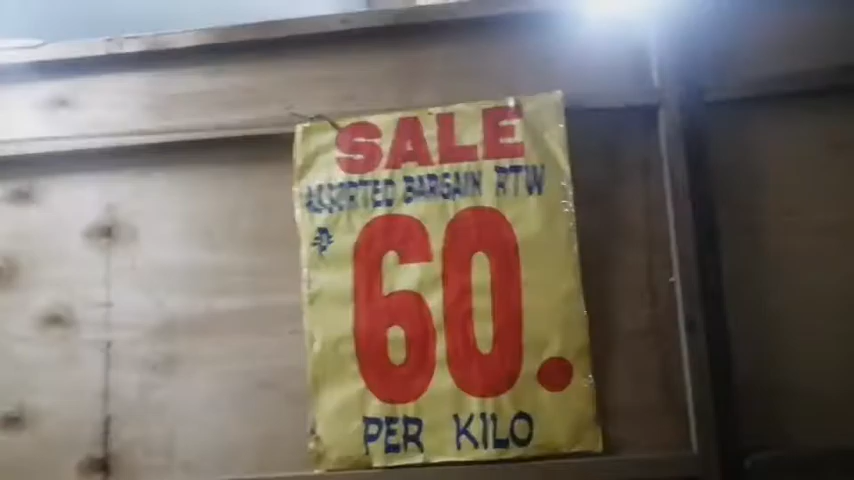 SALE
ASSORTED BARGAIN RTW
₱ 60.
PER KILO